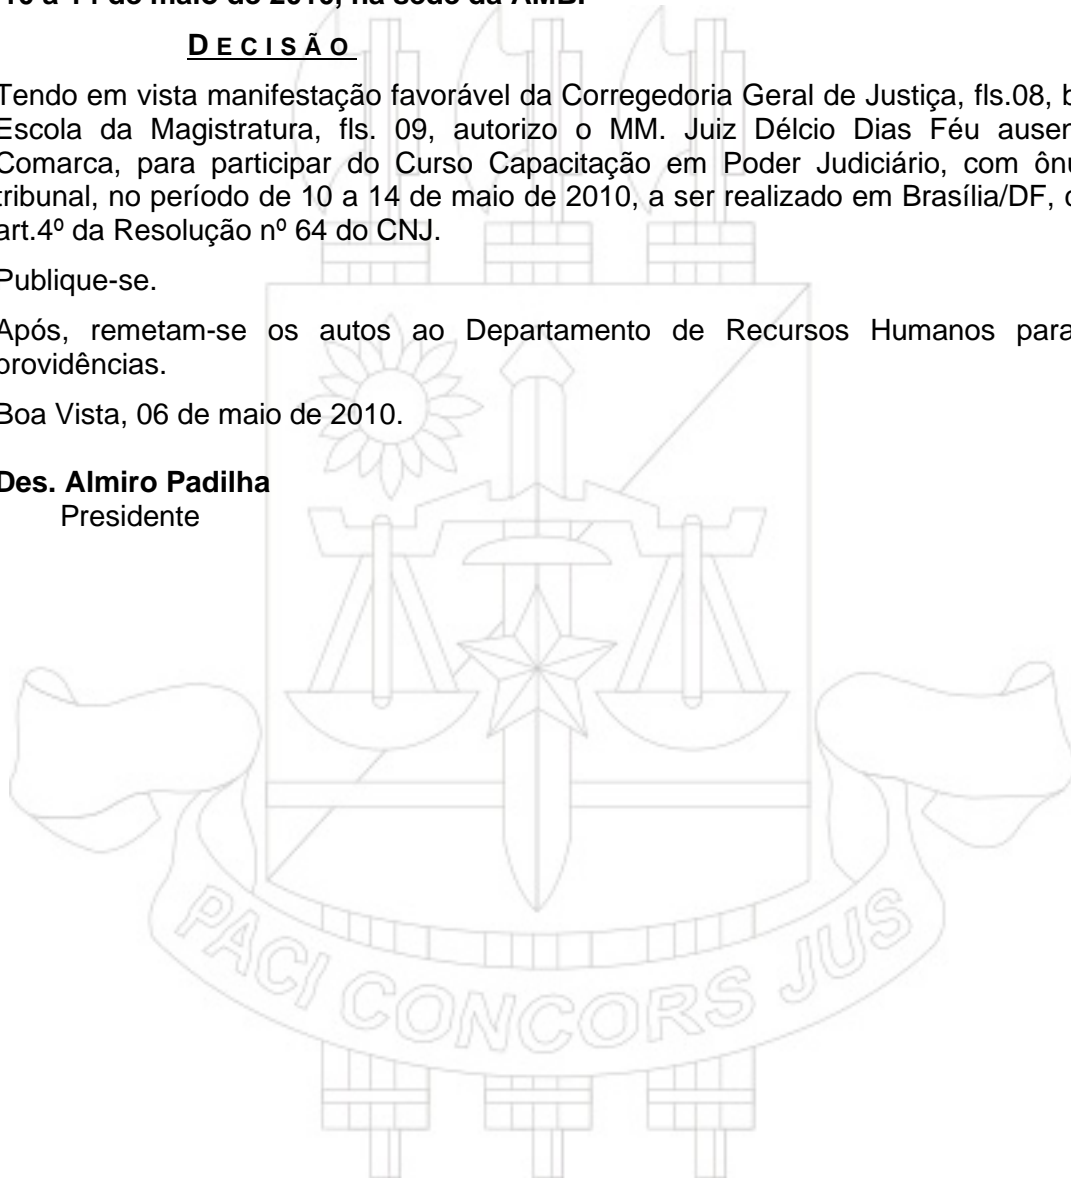 10 a 14 de maio de 2010, na sede da AMB.
D E C I S Ã O
Tendo em vista manifestação favorável da Corregedoria Geral de Justiça, fls.08, b
Escola da Magistratura, fls. 09, autorizo o MM. Juiz Délcio Dias Féu ausen
Comarca, para participar do Curso Capacitação em Poder Judiciário, com ônu
tribunal, no período de 10 a 14 de maio de 2010, a ser realizado em Brasília/DF, c
art.4º da Resolução nº 64 do CNJ.
Publique-se.
Após, remetam-se os autos ao Departamento de Recursos Humanos para
providências.
Boa Vista, 06 de maio de 2010.
Des. Almiro Padilha
Presidente
PACI CONCORS JUS